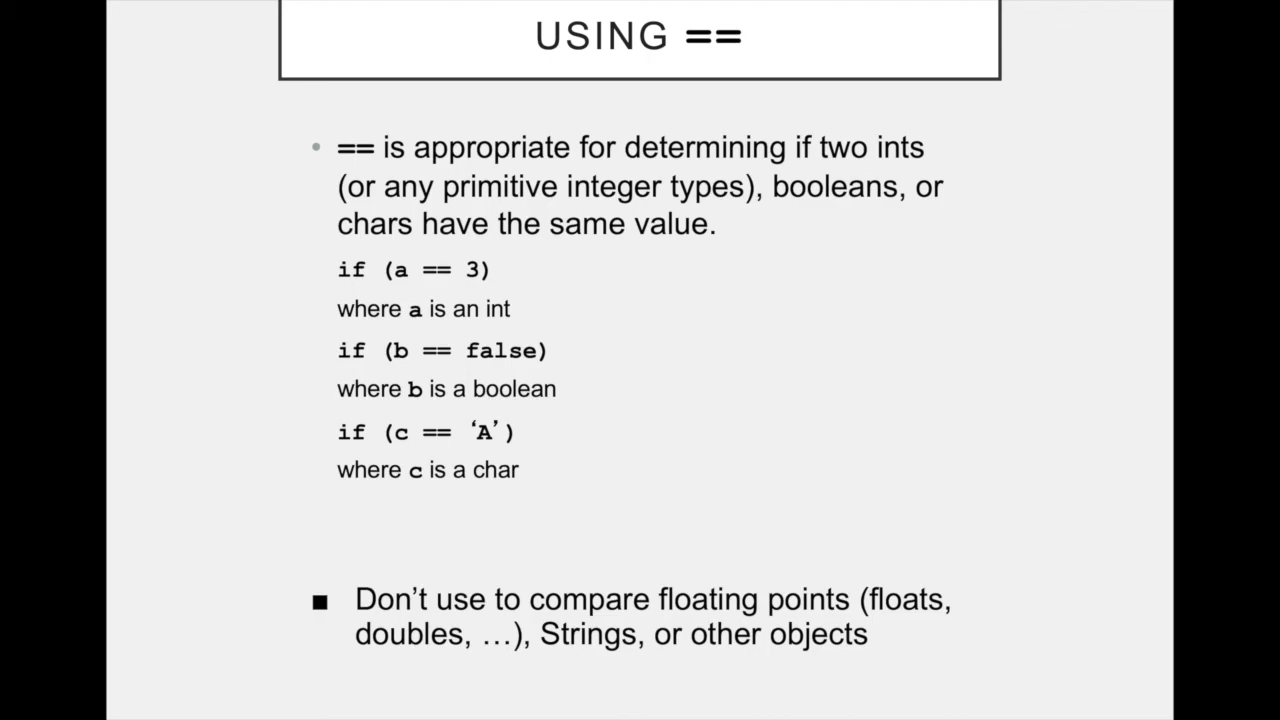 USING ==
• == is appropriate for determining if two ints
(or any primitive integer types), booleans, or
chars have the same value.
if (a == 3)
where a is an int
if (b == false)
where b is a boolean
if (c == ‘A’)
where c is a char
■ Don’t use to compare floating points (floats,
doubles, …), Strings, or other objects